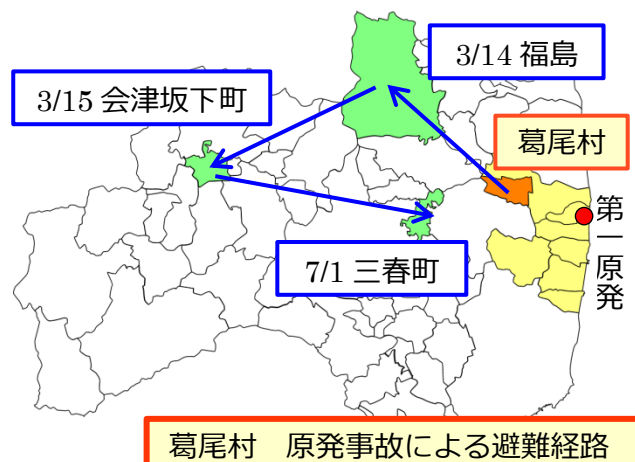 3/14 福島
3/15 会津坂下町
葛尾村
第一原発
7/1 三春町
葛尾村　原発事故による避難経路